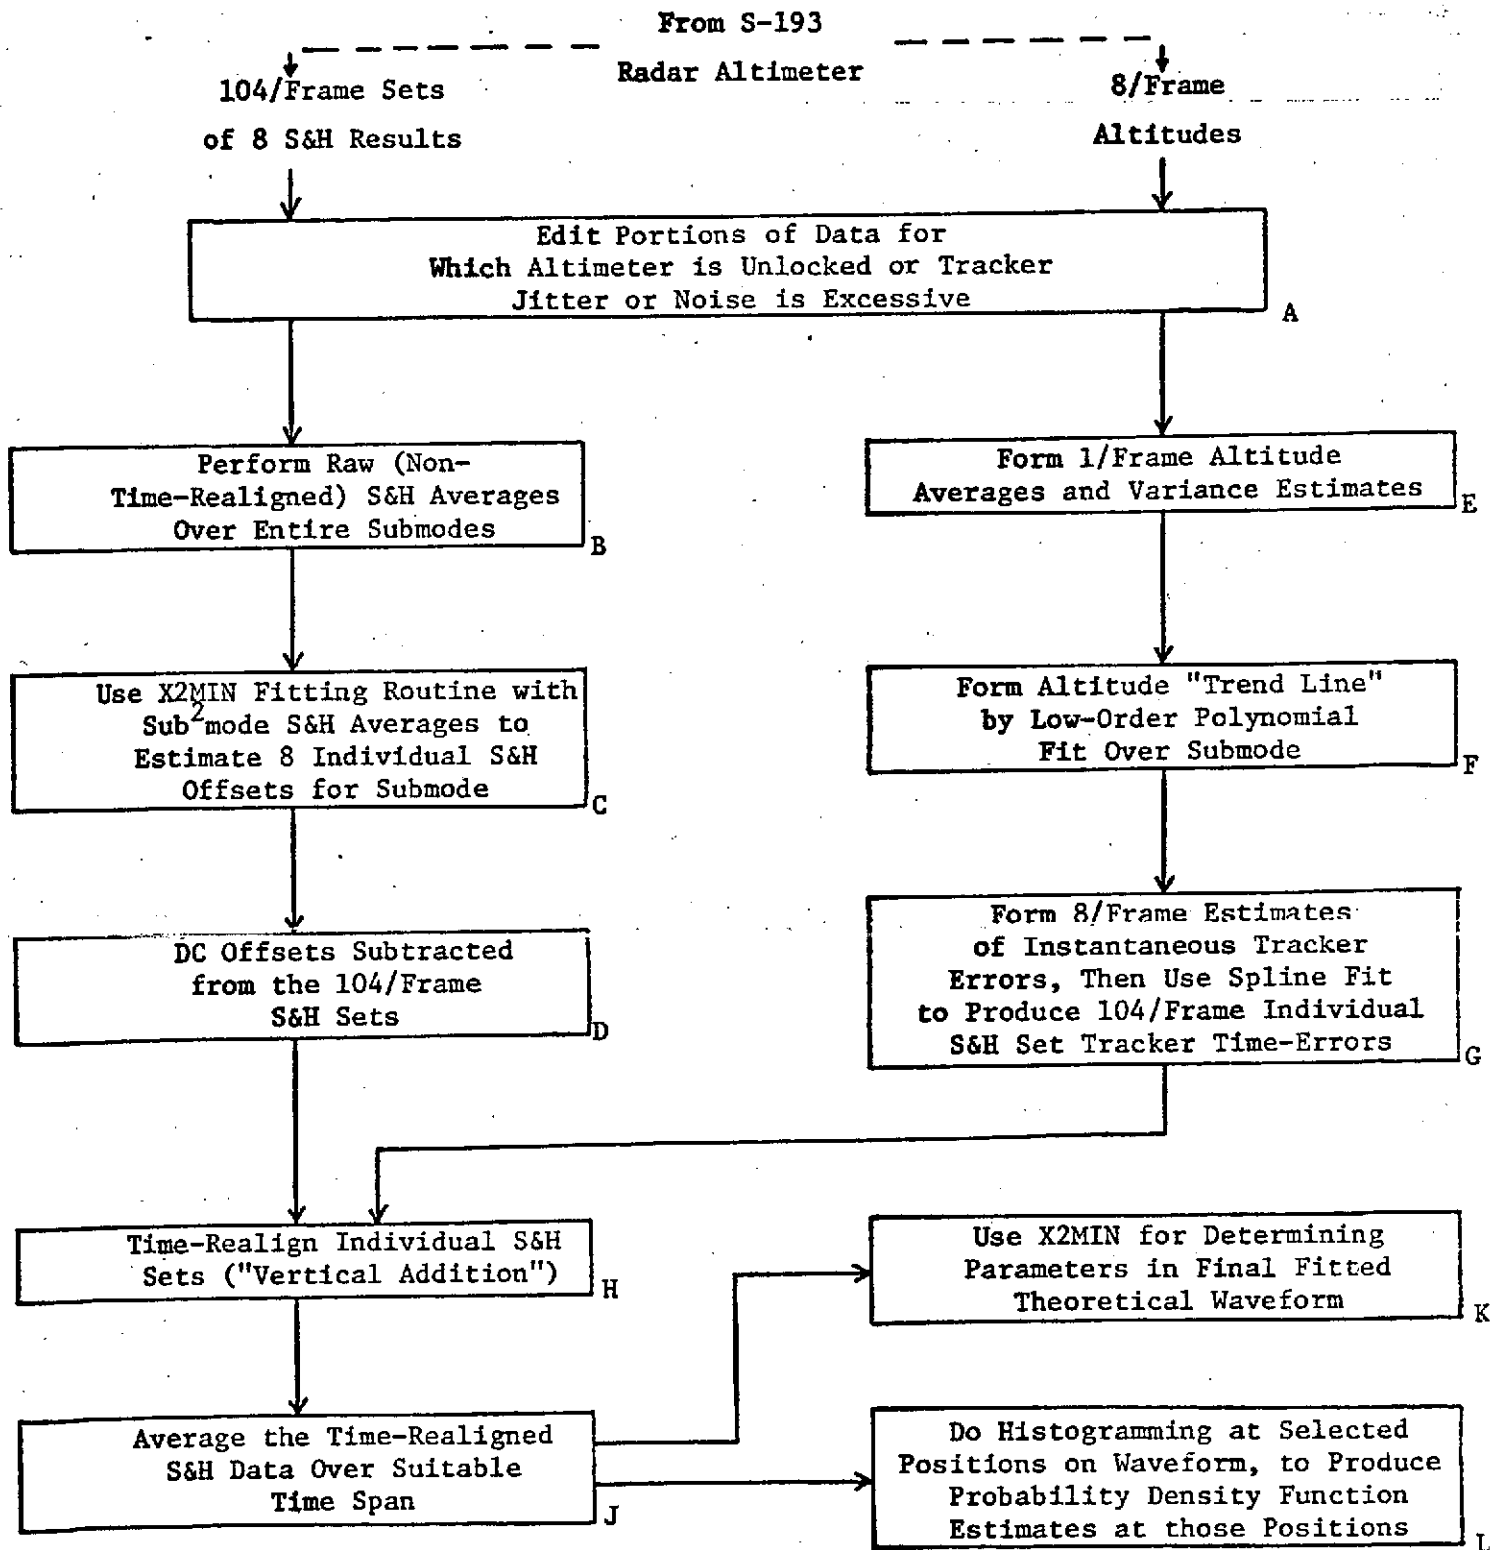 From S-193
Radar Altimeter
104/Frame Sets
of 8 S&H Results
8/Frame
Altitudes
Edit Portions of Data for
Which Altimeter is Unlocked or Tracker
Jitter or Noise is Excessive
A
Perform Raw (Non-
Time-Realigned) S&H Averages
Over Entire Submodes
B
Form 1/Frame Altitude
Averages and Variance Estimates
E
Use X2MIN Fitting Routine with
Sub2mode S&H Averages to
Estimate 8 Individual S&H
Offsets for Submode
C
Form Altitude "Trend Line"
by Low-Order Polynomial
Fit Over Submode
F
DC Offsets Subtracted
from the 104/Frame
S&H Sets
D
Form 8/Frame Estimates
of Instantaneous Tracker
Errors, Then Use Spline Fit
to Produce 104/Frame Individual
S&H Set Tracker Time-Errors
G
Time-Realign Individual S&H
Sets ("Vertical Addition")
H
Use X2MIN for Determining
Parameters in Final Fitted
Theoretical Waveform
K
Average the Time-Realigned
S&H Data Over Suitable
Time Span
J
Do Histogramming at Selected
Positions on Waveform, to Produce
Probability Density Function
Estimates at those Positions
L